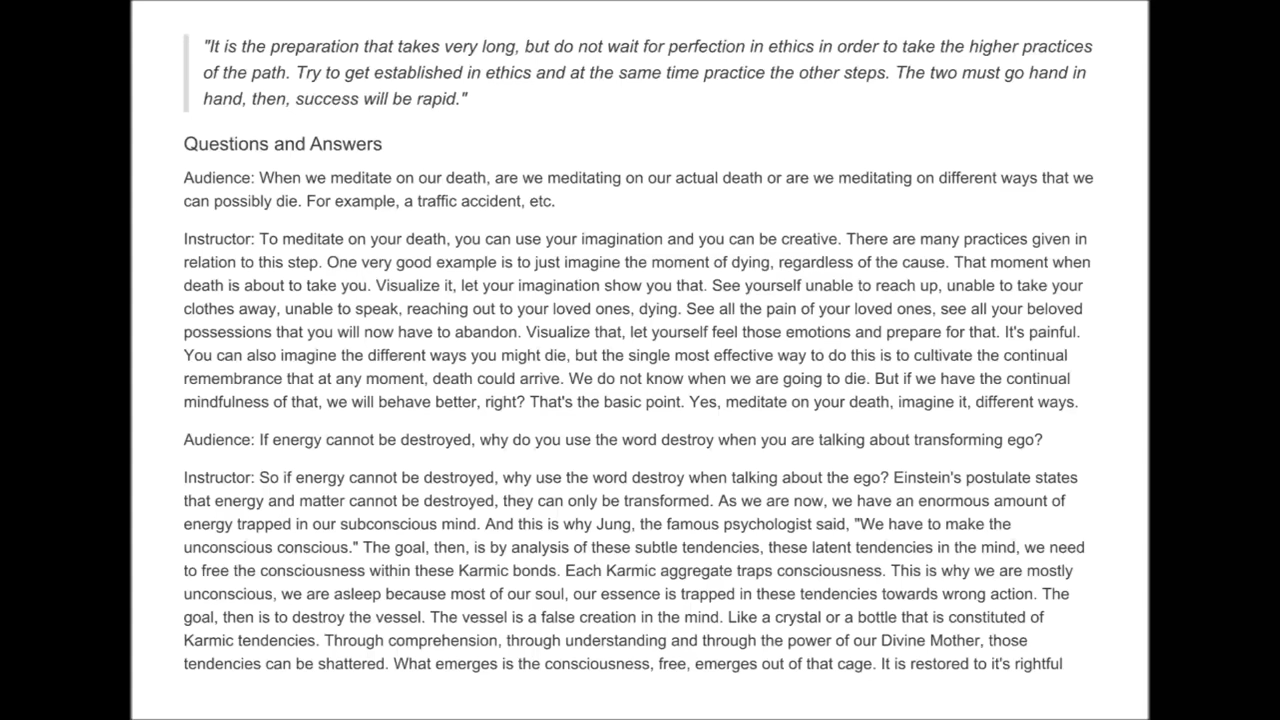 "It is the preparation that takes very long, but do not wait for perfection in ethics in order to take the higher practices
of the path. Try to get established in ethics and at the same time practice the other steps. The two must go hand in
hand, then, success will be rapid."
Questions and Answers
Audience: When we meditate on our death, are we meditating on our actual death or are we meditating on different ways that we
can possibly die. For example, a traffic accident, etc.
Instructor: To meditate on your death, you can use your imagination and you can be creative. There are many practices given in
relation to this step. One very good example is to just imagine the moment of dying, regardless of the cause. That moment when
death is about to take you. Visualize it, let your imagination show you that. See yourself unable to reach up, unable to take your
clothes away, unable to speak, reaching out to your loved ones, dying. See all the pain of your loved ones, see all your beloved
possessions that you will now have to abandon. Visualize that, let yourself feel those emotions and prepare for that. It's painful.
You can also imagine the different ways you might die, but the single most effective way to do this is to cultivate the continual
remembrance that at any moment, death could arrive. We do not know when we are going to die. But if we have the continual
mindfulness of that, we will behave better, right? That's the basic point. Yes, meditate on your death, imagine it, different ways.
Audience: If energy cannot be destroyed, why do you use the word destroy when you are talking about transforming ego?
Instructor: So if energy cannot be destroyed, why use the word destroy when talking about the ego? Einstein's postulate states
that energy and matter cannot be destroyed, they can only be transformed. As we are now, we have an enormous amount of
energy trapped in our subconscious mind. And this is why Jung, the famous psychologist said, "We have to make the
unconscious conscious." The goal, then, is by analysis of these subtle tendencies, these latent tendencies in the mind, we need
to free the consciousness within these Karmic bonds. Each Karmic aggregate traps consciousness. This is why we are mostly
unconscious, we are asleep because most of our soul, our essence is trapped in these tendencies towards wrong action. The
goal, then is to destroy the vessel. The vessel is a false creation in the mind. Like a crystal or a bottle that is constituted of
Karmic tendencies. Through comprehension, through understanding and through the power of our Divine Mother, those
tendencies can be shattered. What emerges is the consciousness, free, emerges out of that cage. It is restored to it's rightful